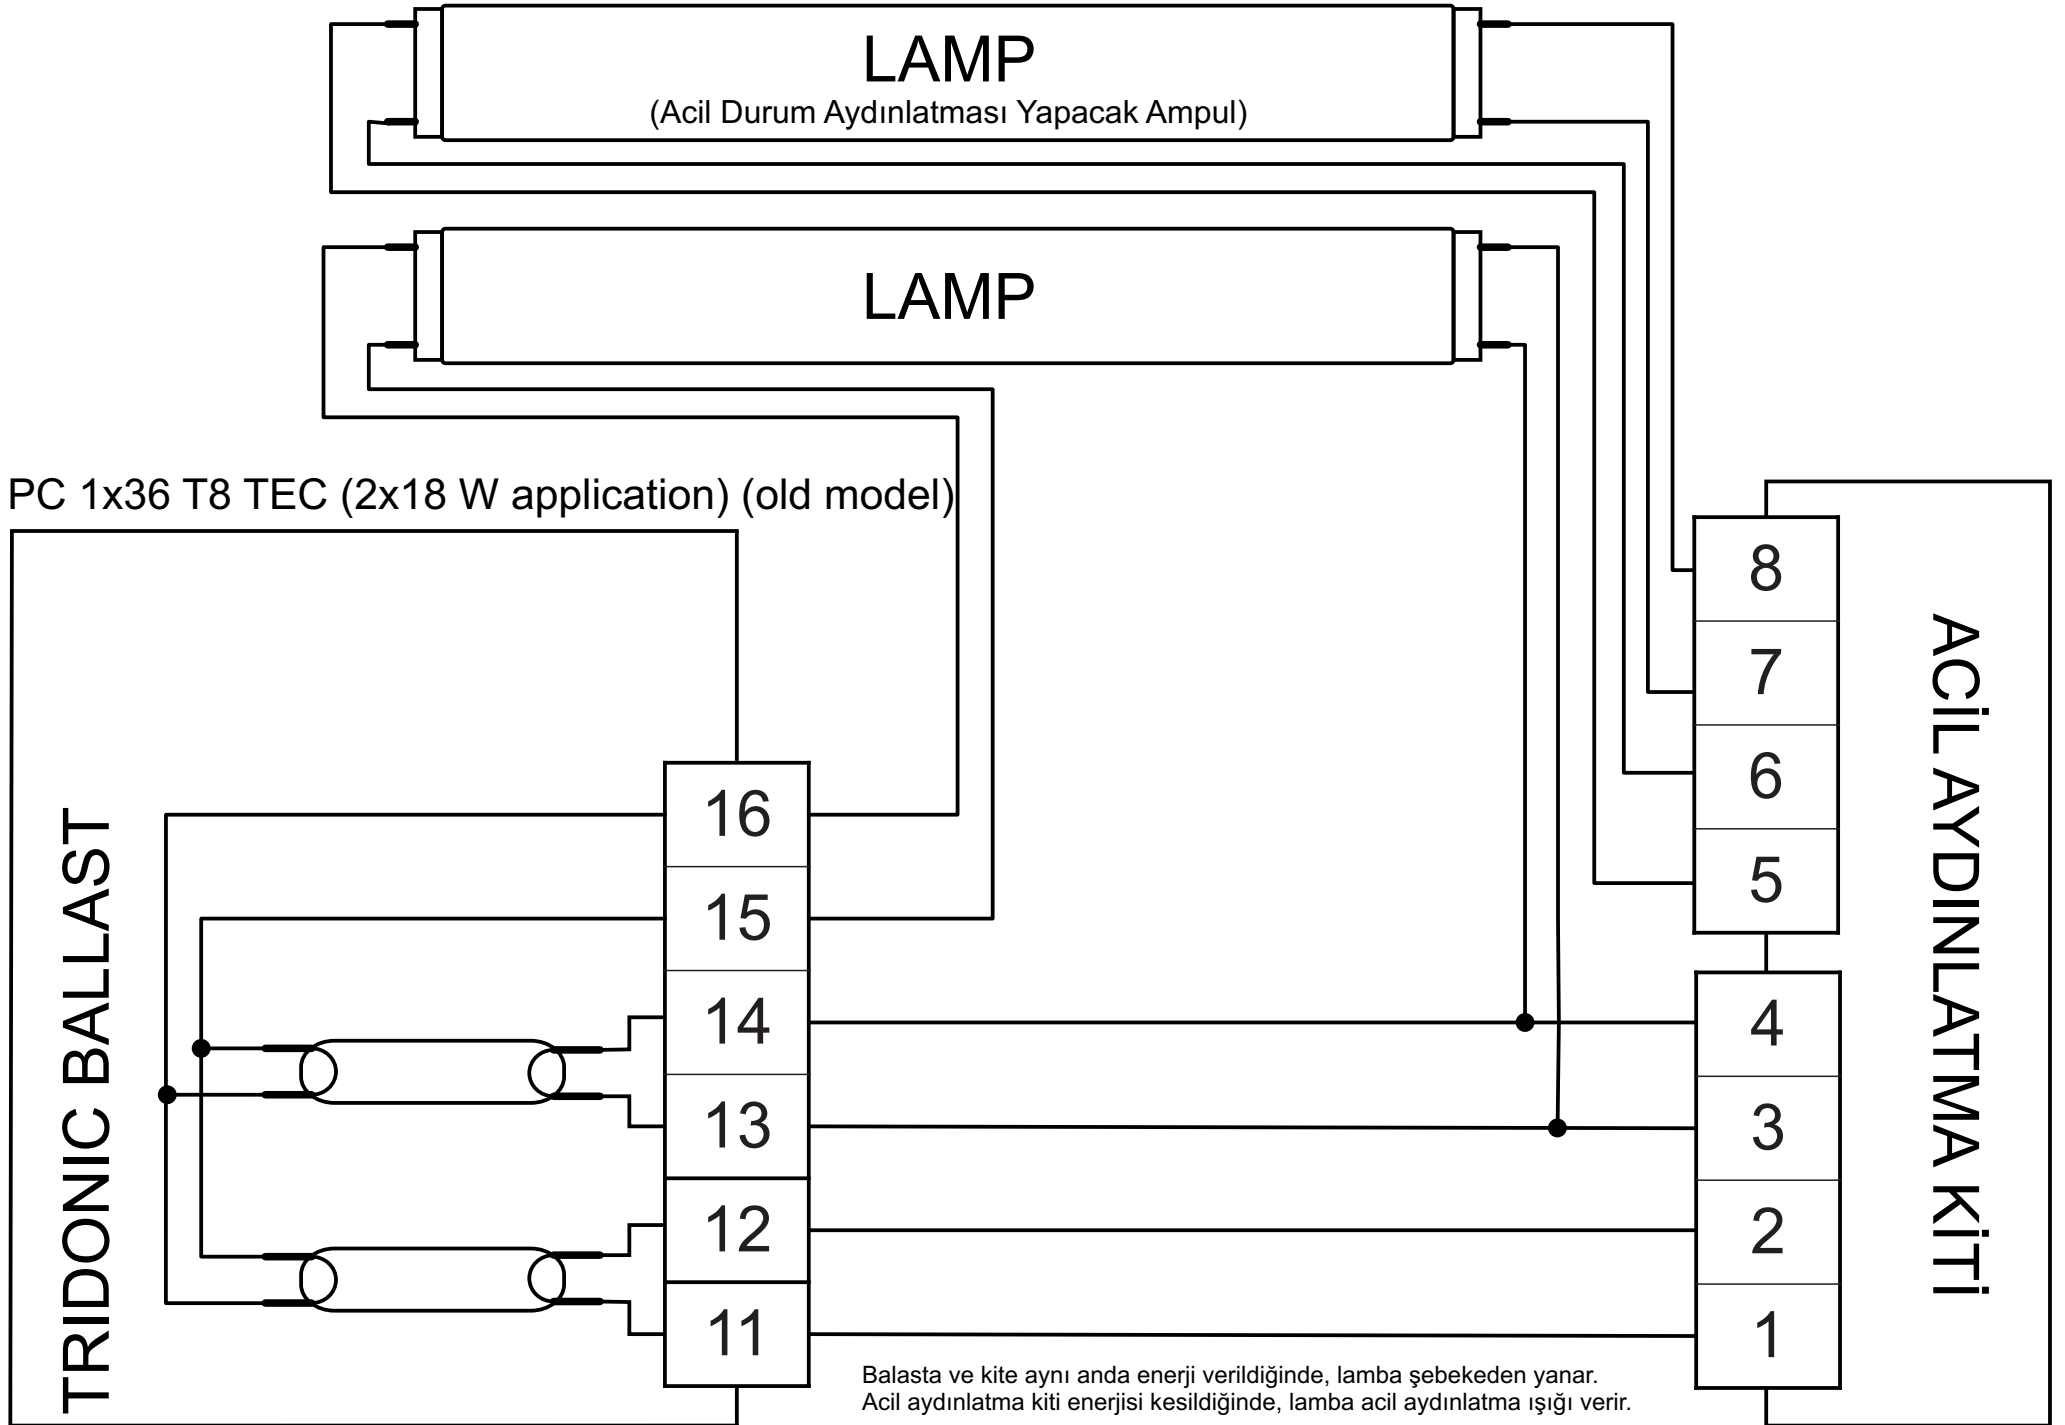 LAMP
(Acil Durum Aydınlatması Yapacak Ampul)
LAMP
PC 1x36 T8 TEC (2x18 W application) (old model)
TRIDONIC BALLAST
16
15
14
13
12
11
8
7
6
5
4
3
2
1
ACİL AYDINLATMA KİTİ
Balasta ve kite aynı anda enerji verildiğinde, lamba şebekeden yanar.
Acil aydınlatma kiti enerjisi kesildiğinde, lamba acil aydınlatma ışığı verir.